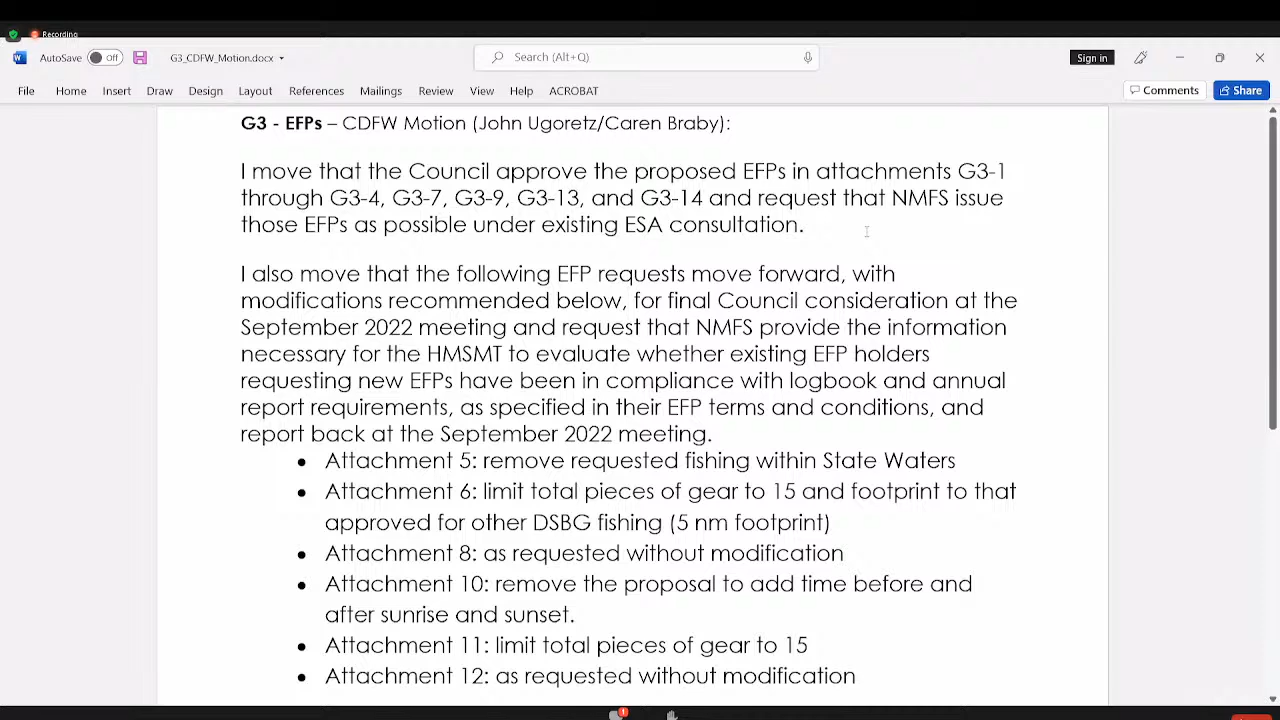 Recording
AutoSave Off G3_CDFW_Motion.docx Search (Alt+Q) Sign in
File Home Insert Draw Design Layout References Mailings Review View Help ACROBAT Comments Share
G3 - EFPs – CDFW Motion (John Ugoretz/Caren Braby):
I move that the Council approve the proposed EFPs in attachments G3-1
through G3-4, G3-7, G3-9, G3-13, and G3-14 and request that NMFS issue
those EFPs as possible under existing ESA consultation.
I also move that the following EFP requests move forward, with
modifications recommended below, for final Council consideration at the
September 2022 meeting and request that NMFS provide the information
necessary for the HMSMT to evaluate whether existing EFP holders
requesting new EFPs have been in compliance with logbook and annual
report requirements, as specified in their EFP terms and conditions, and
report back at the September 2022 meeting.
• Attachment 5: remove requested fishing within State Waters
• Attachment 6: limit total pieces of gear to 15 and footprint to that
approved for other DSBG fishing (5 nm footprint)
• Attachment 8: as requested without modification
• Attachment 10: remove the proposal to add time before and
after sunrise and sunset.
• Attachment 11: limit total pieces of gear to 15
• Attachment 12: as requested without modification
1